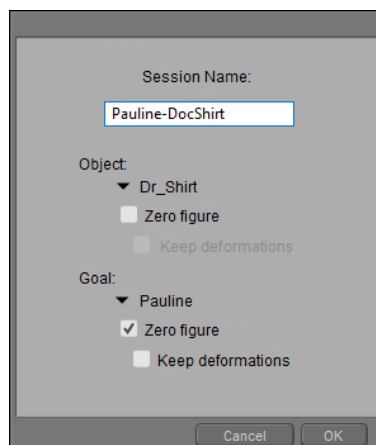 Session Name:
Pauline-DocShirt
Object:
Dr_Shirt
Zero figure
Keep deformations
Goal:
Pauline
Zero figure
Keep deformations
Cancel OK